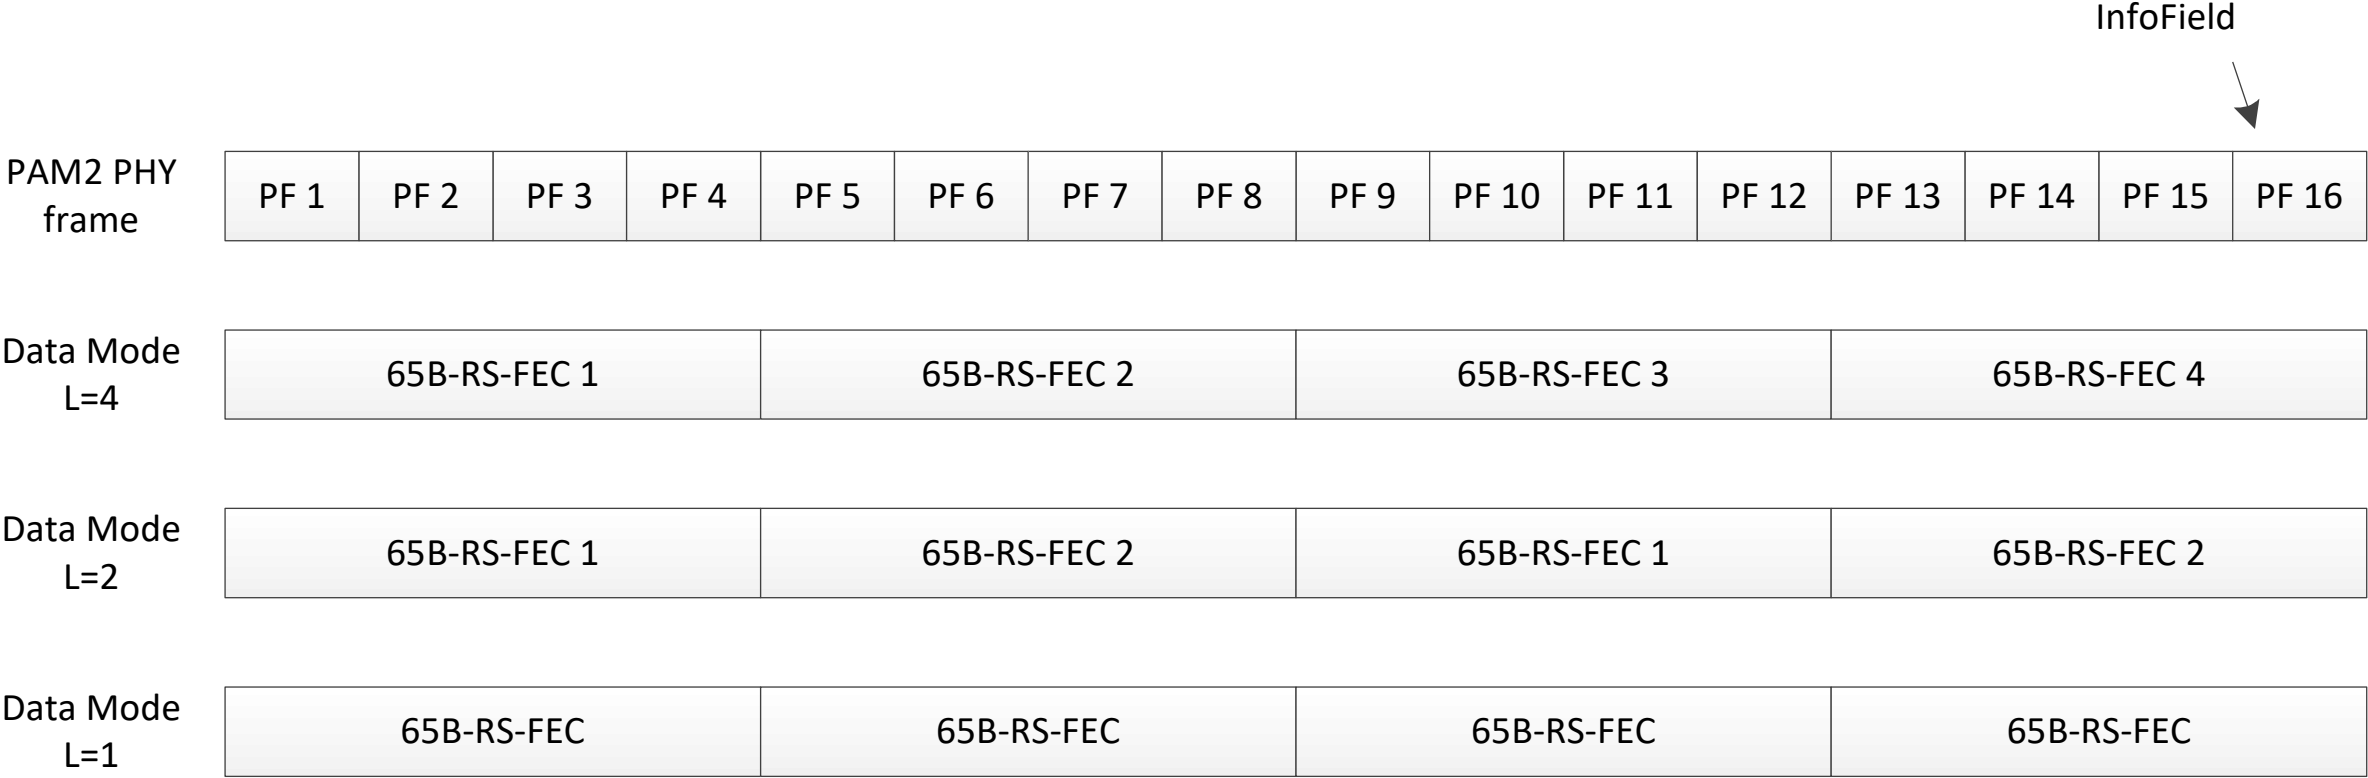 InfoField
PAM2 PHY
frame
PF 1 PF 2 PF 3 PF 4 PF 5 PF 6 PF 7 PF 8 PF 9 PF 10 PF 11 PF 12 PF 13 PF 14 PF 15 PF 16
Data Mode
L=4
65B-RS-FEC 1 65B-RS-FEC 2 65B-RS-FEC 3 65B-RS-FEC 4
Data Mode
L=2
65B-RS-FEC 1 65B-RS-FEC 2 65B-RS-FEC 1 65B-RS-FEC 2
Data Mode
L=1
65B-RS-FEC 65B-RS-FEC 65B-RS-FEC 65B-RS-FEC